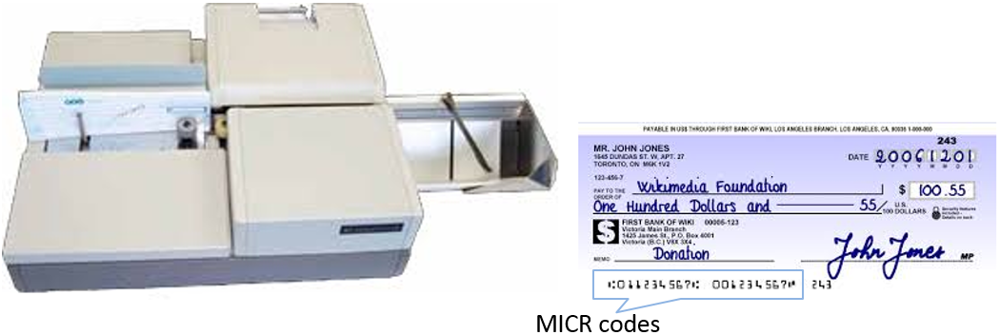 PAYABLE IN US$ THROUGH FIRST BANK OF WIKI, LOS ANGELES BRANCH, LOS ANGELES, CA. 90036 1-000-000
243
MR. JOHN JONES
1645 DUNDAS ST. W, APT. 27
TORONTO, ON M6K 1V2
DATE 20061201
Y Y Y Y M M D D
123-456-7
PAY TO THE ORDER OF Wikimedia Foundation $ 100.55
One Hundred Dollars and 55/100 DOLLARS U.S.
Security features included. Details on back.
FIRST BANK OF WIKI 00005-123
Victoria Main Branch
1425 James St., P.O. Box 4001
Victoria (B.C.) V8X 3X4
MEMO Donation
John Jones MP
⑆011234567⑆ 001234567⑈ 243
MICR codes